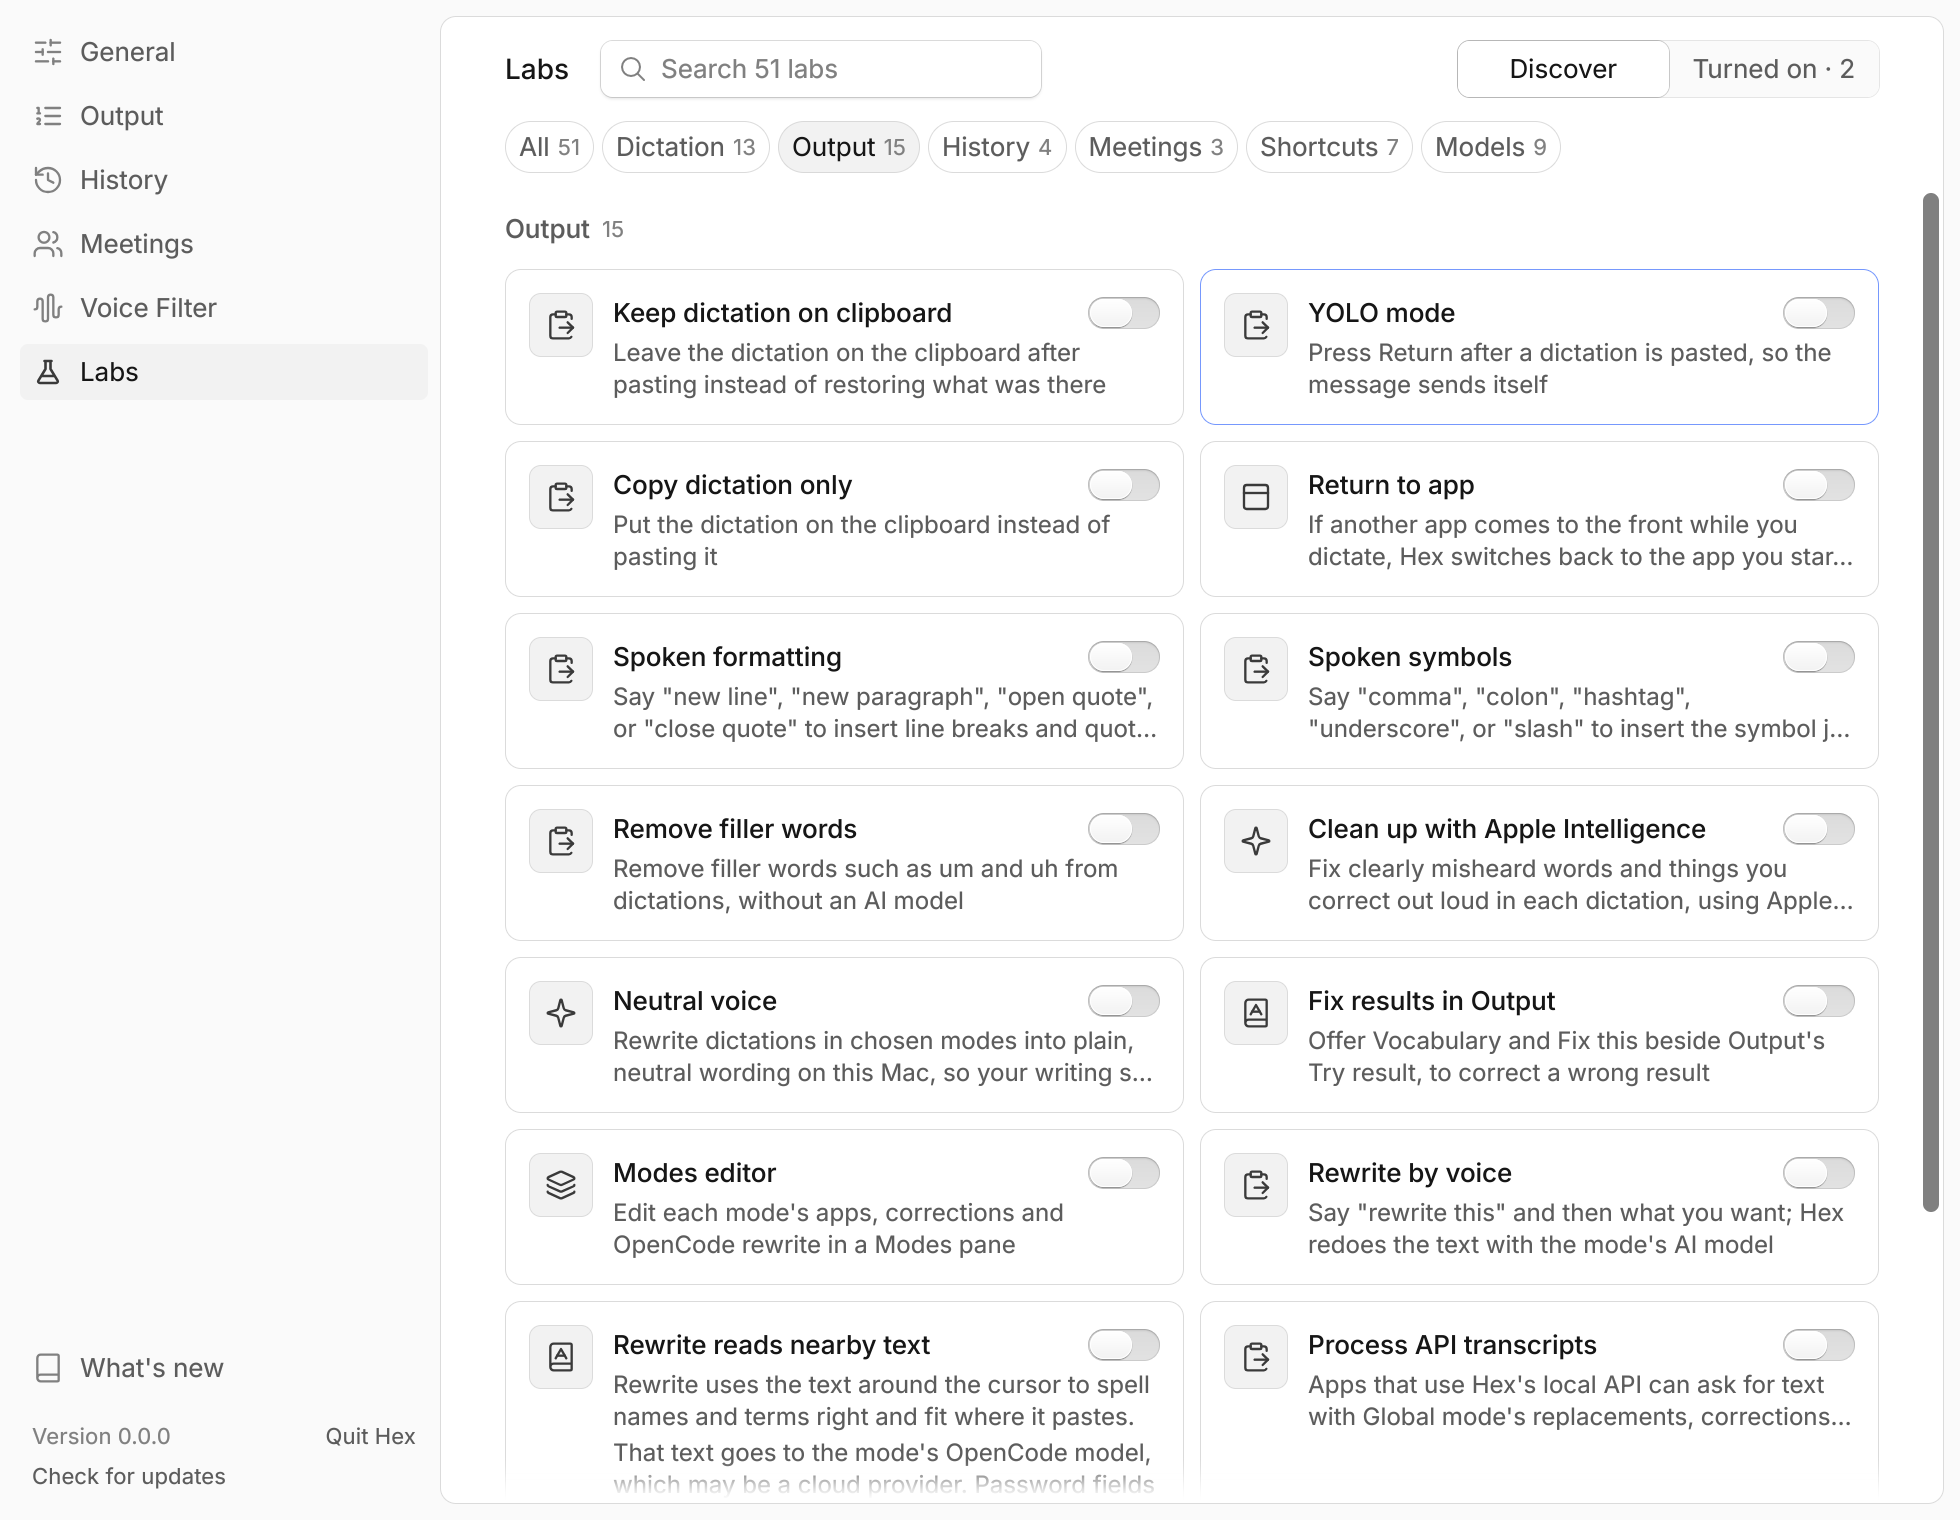 General
Output
History
Meetings
Voice Filter
Labs
What's new
Version 0.0.0
Quit Hex
Check for updates
Labs
Search 51 labs
Discover
Turned on · 2
All 51
Dictation 13
Output 15
History 4
Meetings 3
Shortcuts 7
Models 9
Output 15
Keep dictation on clipboard
Leave the dictation on the clipboard after
pasting instead of restoring what was there
YOLO mode
Press Return after a dictation is pasted, so the
message sends itself
Copy dictation only
Put the dictation on the clipboard instead of
pasting it
Return to app
If another app comes to the front while you
dictate, Hex switches back to the app you star...
Spoken formatting
Say "new line", "new paragraph", "open quote",
or "close quote" to insert line breaks and quot...
Spoken symbols
Say "comma", "colon", "hashtag",
"underscore", or "slash" to insert the symbol j...
Remove filler words
Remove filler words such as um and uh from
dictations, without an AI model
Clean up with Apple Intelligence
Fix clearly misheard words and things you
correct out loud in each dictation, using Apple...
Neutral voice
Rewrite dictations in chosen modes into plain,
neutral wording on this Mac, so your writing s...
Fix results in Output
Offer Vocabulary and Fix this beside Output's
Try result, to correct a wrong result
Modes editor
Edit each mode's apps, corrections and
OpenCode rewrite in a Modes pane
Rewrite by voice
Say "rewrite this" and then what you want; Hex
redoes the text with the mode's AI model
Rewrite reads nearby text
Rewrite uses the text around the cursor to spell
names and terms right and fit where it pastes.
That text goes to the mode's OpenCode model,
which may be a cloud provider. Password fields
Process API transcripts
Apps that use Hex's local API can ask for text
with Global mode's replacements, corrections...